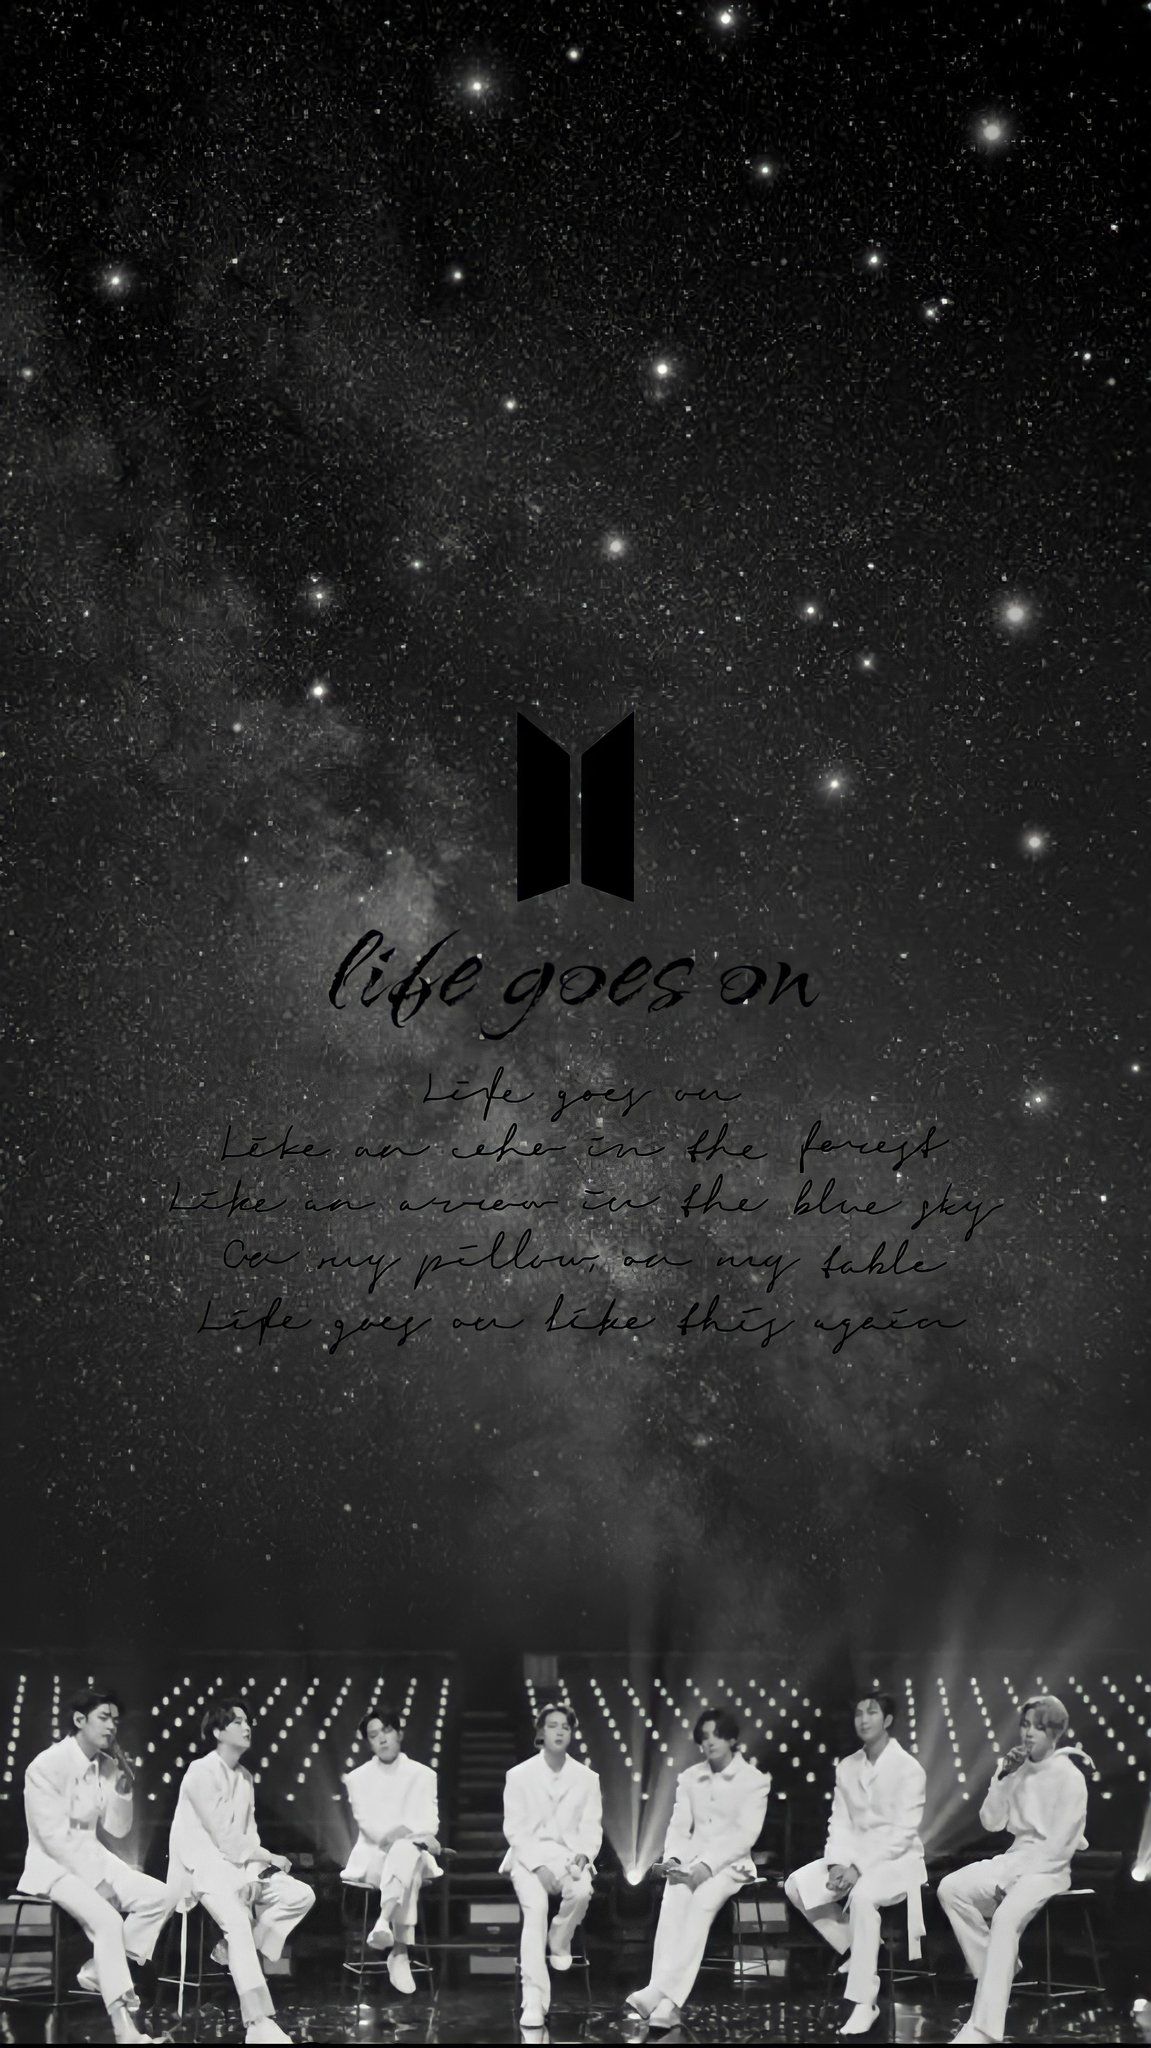 life goes on
Life goes on
Like an echo in the forest
Like an arrow in the blue sky
On my pillow, on my table
Life goes on like this again